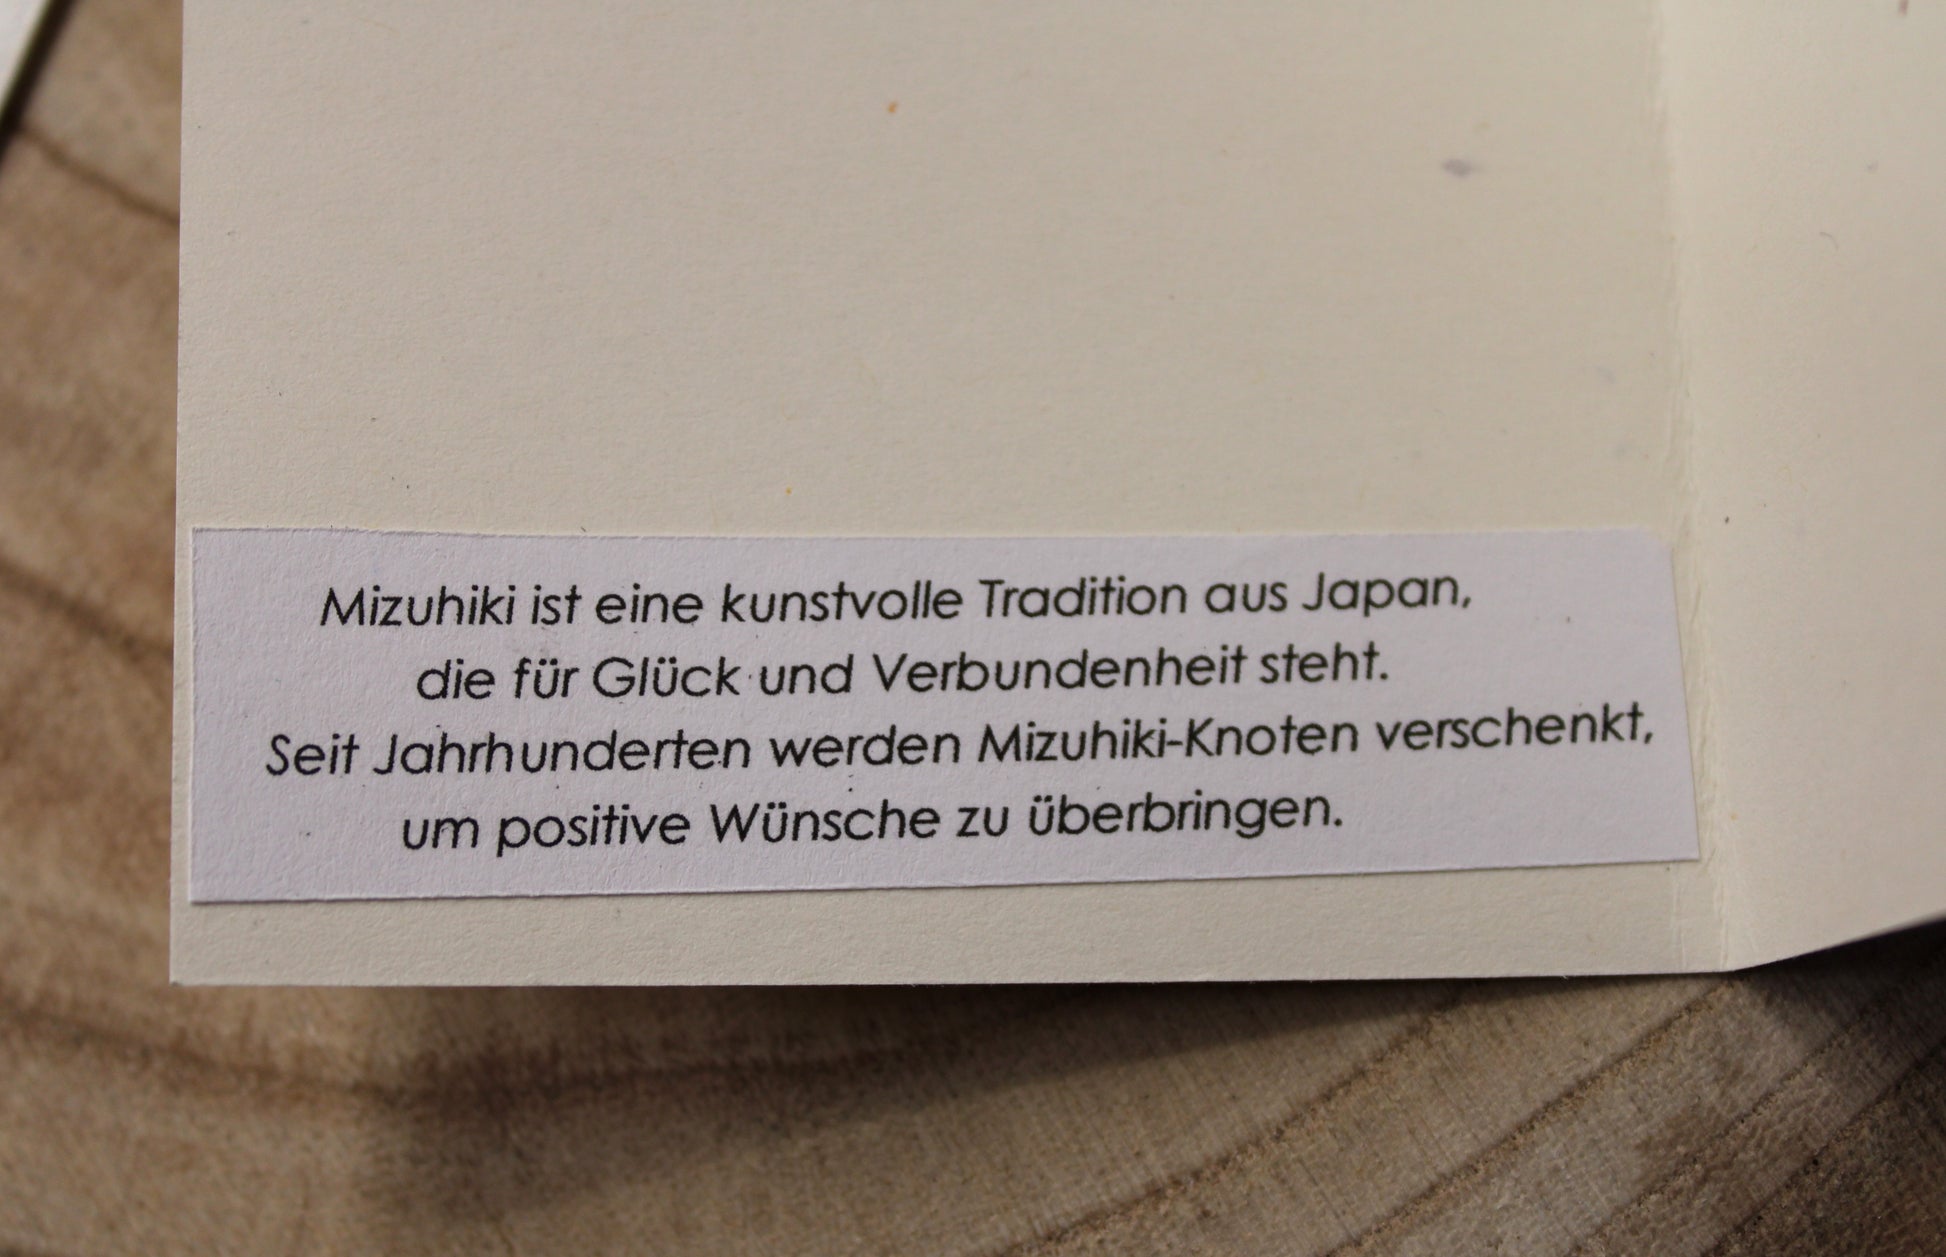 Mizuhiki ist eine kunstvolle Tradition aus Japan,
die für Glück und Verbundenheit steht.
Seit Jahrhunderten werden Mizuhiki-Knoten verschenkt,
um positive Wünsche zu überbringen.